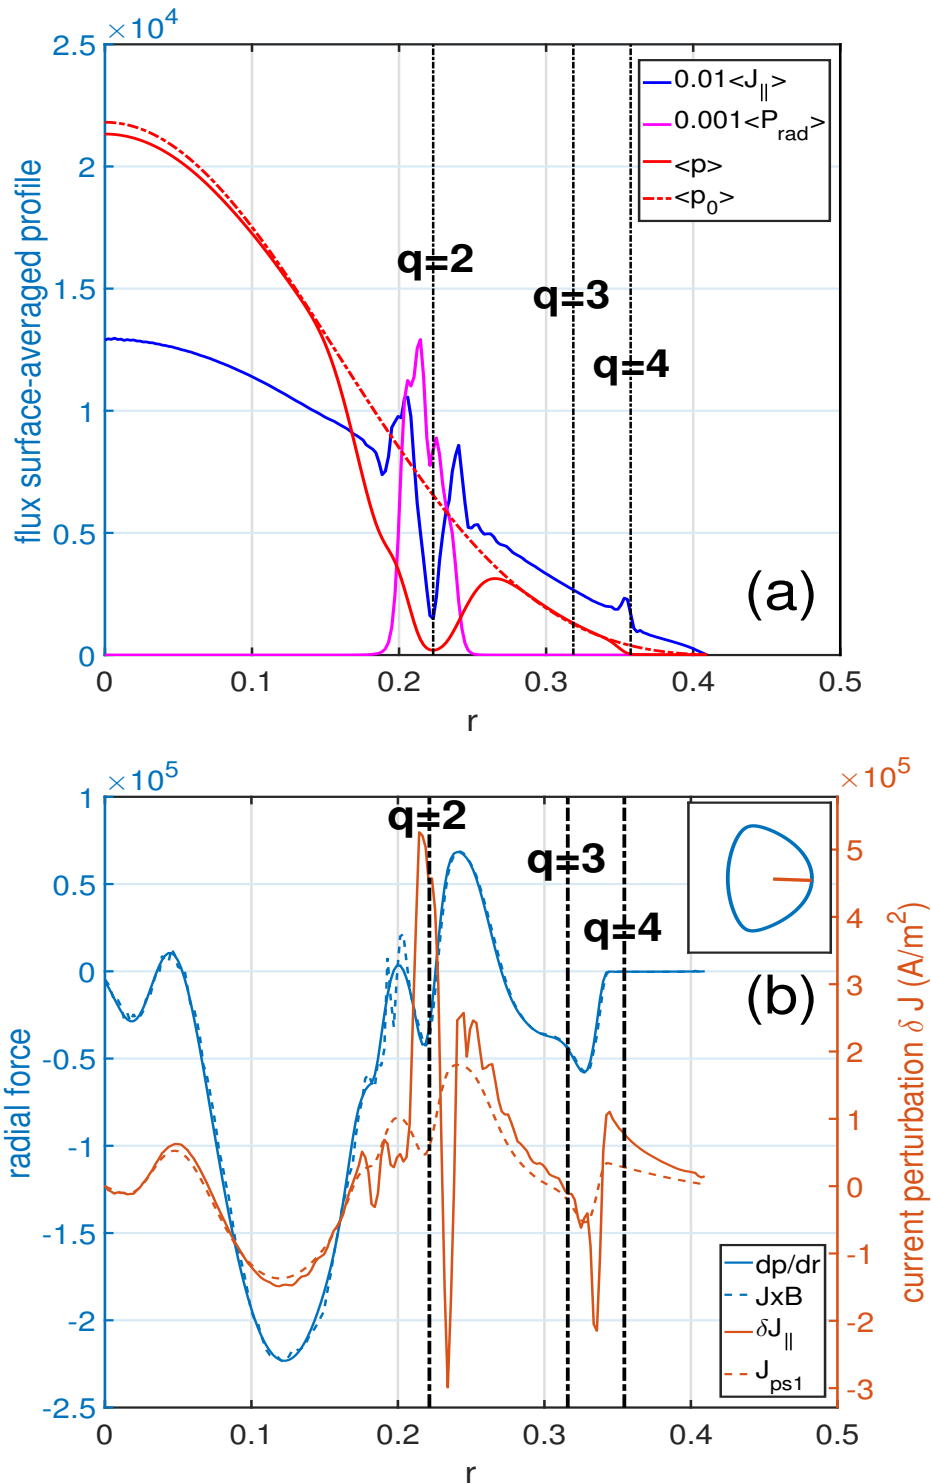 ×10^4
2.5
2
1.5
1
0.5
0
0 0.1 0.2 0.3 0.4 0.5
flux surface-averaged profile
r
0.01<J_||>
0.001<P_rad>
<p>
<p_0>
q=2
q=3
q=4
(a)
×10^5
1
0.5
0
-0.5
-1
-1.5
-2
-2.5
radial force
×10^5
5
4
3
2
1
0
-1
-2
-3
current perturbation δ J (A/m^2)
q=2
q=3
q=4
(b)
dp/dr
JxB
δJ_||
J_ps1
0 0.1 0.2 0.3 0.4 0.5
r